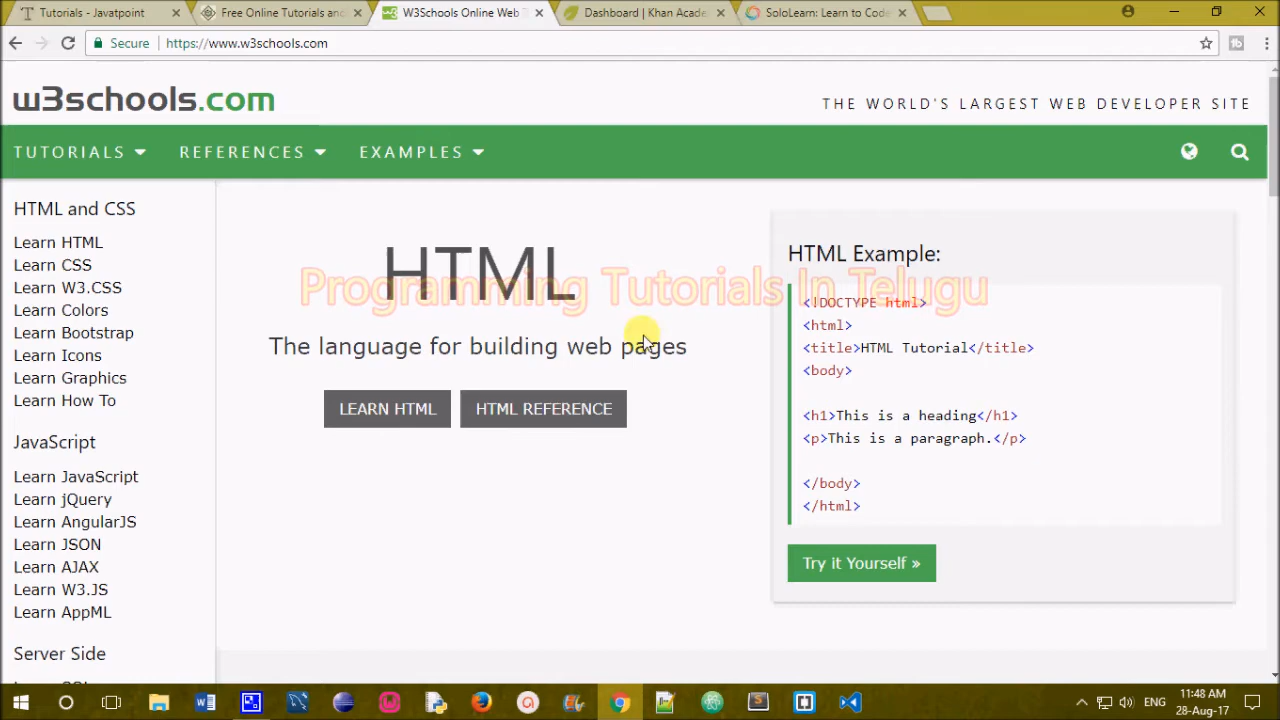 Tutorials - Javatpoint
Free Online Tutorials and
W3Schools Online Web T
Dashboard | Khan Acade
SoloLearn: Learn to Code
Secure
https://www.w3schools.com
w3schools.com
THE WORLD'S LARGEST WEB DEVELOPER SITE
TUTORIALS
REFERENCES
EXAMPLES
HTML and CSS
Learn HTML
Learn CSS
Learn W3.CSS
Learn Colors
Learn Bootstrap
Learn Icons
Learn Graphics
Learn How To
JavaScript
Learn JavaScript
Learn jQuery
Learn AngularJS
Learn JSON
Learn AJAX
Learn W3.JS
Learn AppML
Server Side
HTML
Programming Tutorials In Telugu
The language for building web pages
LEARN HTML
HTML REFERENCE
HTML Example:
<!DOCTYPE html>
<html>
<title>HTML Tutorial</title>
<body>
<h1>This is a heading</h1>
<p>This is a paragraph.</p>
</body>
</html>
Try it Yourself »
ENG
11:48 AM
28-Aug-17